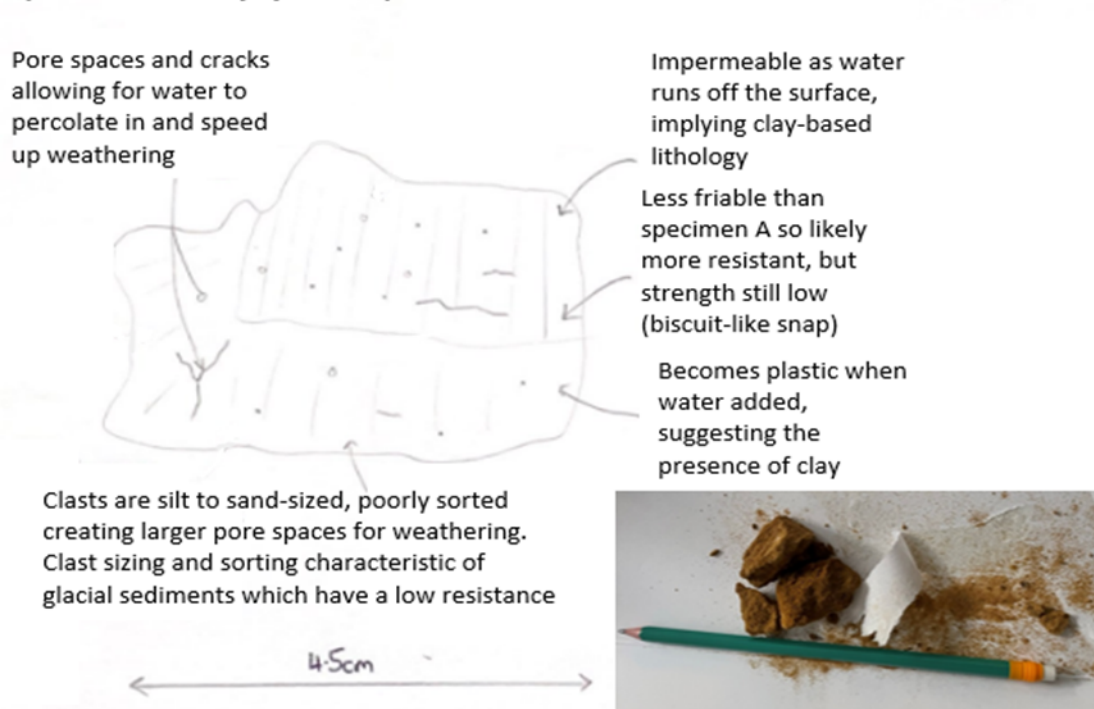 Pore spaces and cracks
allowing for water to
percolate in and speed
up weathering
Impermeable as water
runs off the surface,
implying clay-based
lithology
Less friable than
specimen A so likely
more resistant, but
strength still low
(biscuit-like snap)
Becomes plastic when
water added,
suggesting the
presence of clay
Clasts are silt to sand-sized, poorly sorted
creating larger pore spaces for weathering.
Clast sizing and sorting characteristic of
glacial sediments which have a low resistance
4.5cm